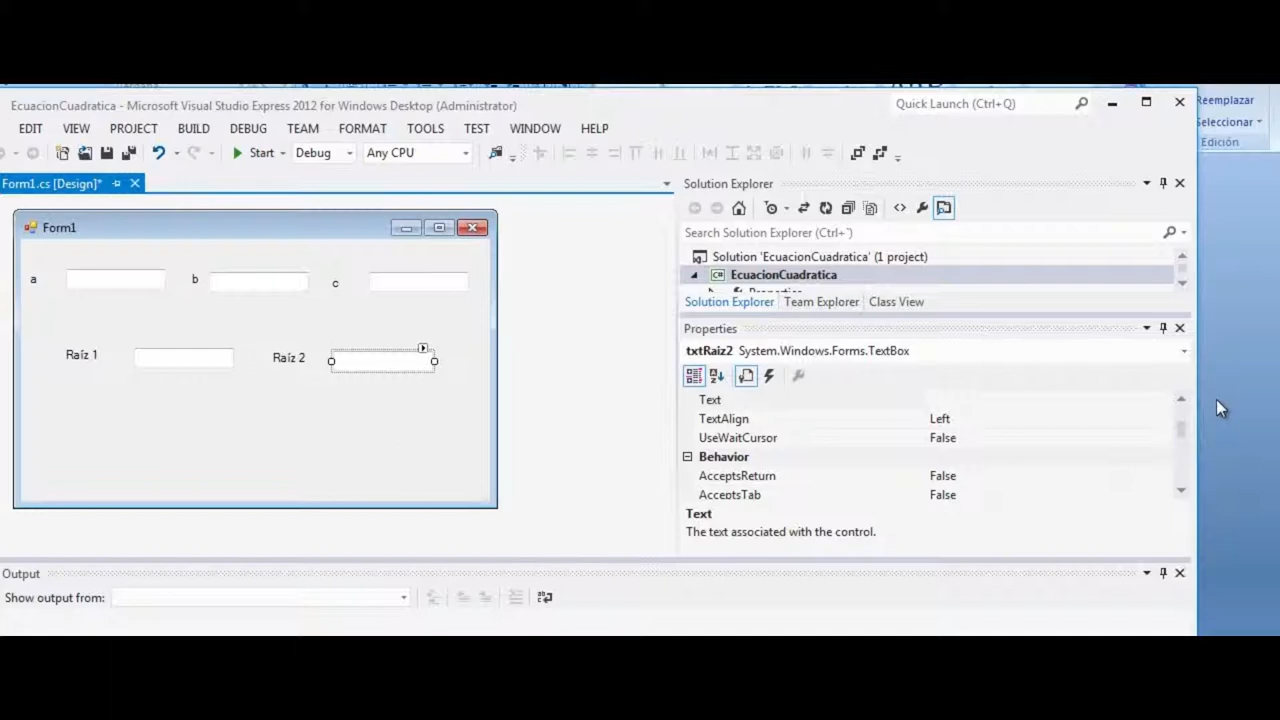 Reemplazar
EcuacionCuadratica - Microsoft Visual Studio Express 2012 for Windows Desktop (Administrator)
Quick Launch (Ctrl+Q)
Seleccionar
EDIT VIEW PROJECT BUILD DEBUG TEAM FORMAT TOOLS TEST WINDOW HELP
Edición
Start Debug Any CPU
Form1.cs [Design]*
Solution Explorer
Form1
Search Solution Explorer (Ctrl+¨)
Solution 'EcuacionCuadratica' (1 project)
C# EcuacionCuadratica
a b c
Properties
Solution Explorer Team Explorer Class View
Properties
txtRaiz2 System.Windows.Forms.TextBox
Raíz 1 Raíz 2
Text
TextAlign Left
UseWaitCursor False
Behavior
AcceptsReturn False
AcceptsTab False
Text
The text associated with the control.
Output
Show output from: